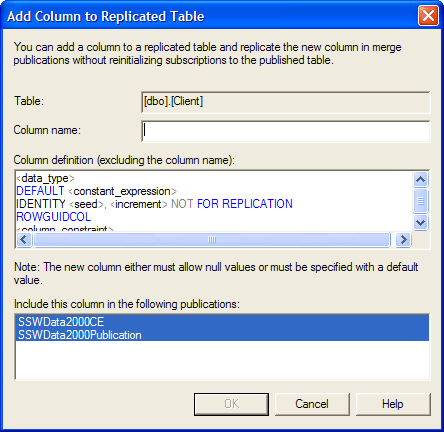 Add Column to Replicated Table
You can add a column to a replicated table and replicate the new column in merge
publications without reinitializing subscriptions to the published table.
Table:
[dbo].[Client]
Column name:
Column definition (excluding the column name):
<data_type>
DEFAULT <constant_expression>
IDENTITY <seed>, <increment> NOT FOR REPLICATION
ROWGUIDCOL
<column_constraint>
Note: The new column either must allow null values or must be specified with a default
value.
Include this column in the following publications:
SSWData2000CE
SSWData2000Publication
OK
Cancel
Help